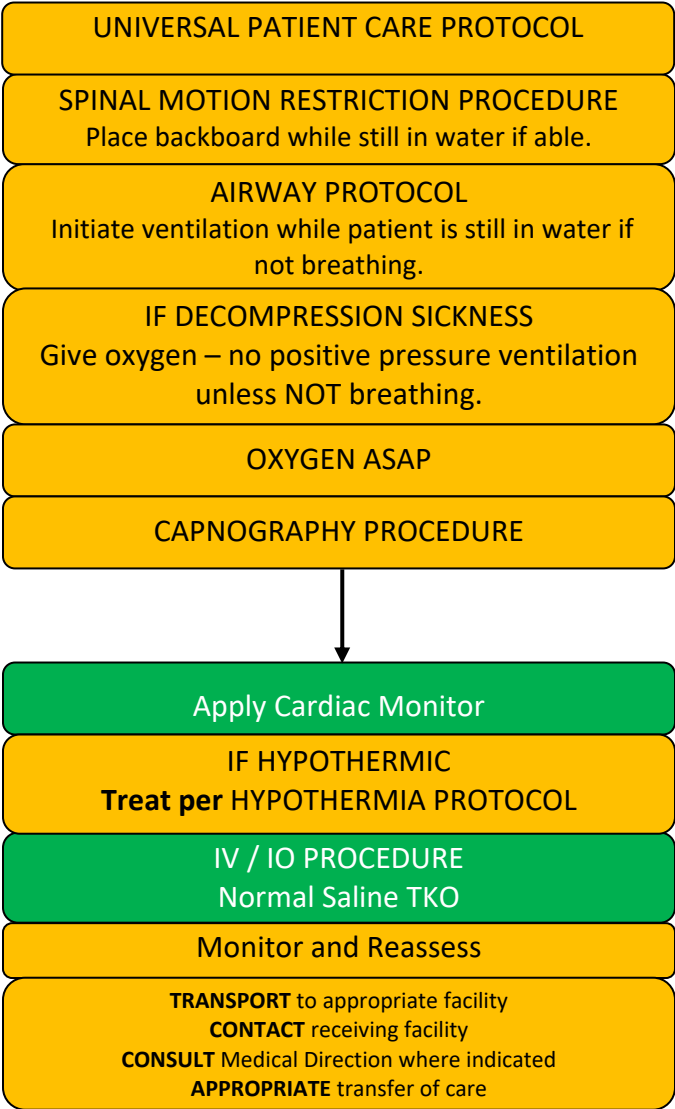 UNIVERSAL PATIENT CARE PROTOCOL
SPINAL MOTION RESTRICTION PROCEDURE
Place backboard while still in water if able.
AIRWAY PROTOCOL
Initiate ventilation while patient is still in water if
not breathing.
IF DECOMPRESSION SICKNESS
Give oxygen – no positive pressure ventilation
unless NOT breathing.
OXYGEN ASAP
CAPNOGRAPHY PROCEDURE
Apply Cardiac Monitor
IF HYPOTHERMIC
Treat per HYPOTHERMIA PROTOCOL
IV / IO PROCEDURE
Normal Saline TKO
Monitor and Reassess
TRANSPORT to appropriate facility
CONTACT receiving facility
CONSULT Medical Direction where indicated
APPROPRIATE transfer of care